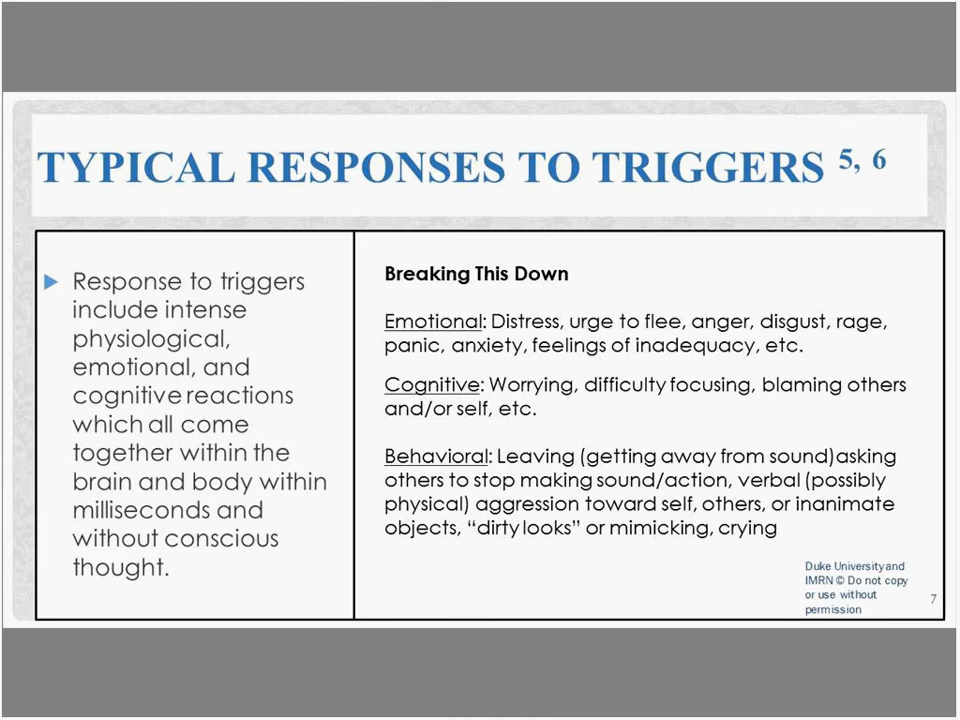 TYPICAL RESPONSES TO TRIGGERS 5, 6
Response to triggers
include intense
physiological,
emotional, and
cognitive reactions
which all come
together within the
brain and body within
milliseconds and
without conscious
thought.
Breaking This Down
Emotional: Distress, urge to flee, anger, disgust, rage,
panic, anxiety, feelings of inadequacy, etc.
Cognitive: Worrying, difficulty focusing, blaming others
and/or self, etc.
Behavioral: Leaving (getting away from sound)asking
others to stop making sound/action, verbal (possibly
physical) aggression toward self, others, or inanimate
objects, “dirty looks” or mimicking, crying
Duke University and
IMRN © Do not copy
or use without
permission
7